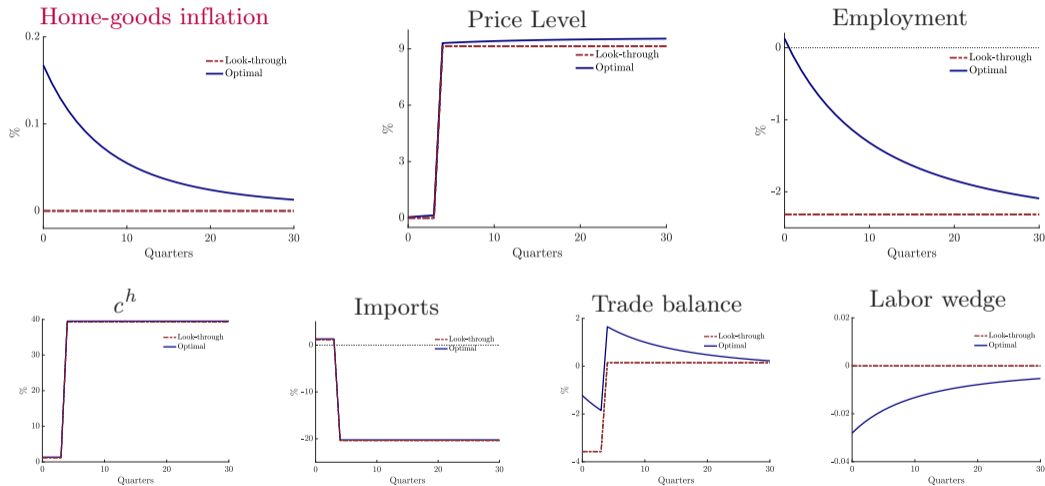 Home-goods inflation
0.2
0.1
0
%
0
10
20
30
Quarters
Look-through
Optimal
Price Level
9
6
3
0
%
0
10
20
30
Quarters
Look-through
Optimal
Employment
0
-1
-2
%
0
10
20
30
Quarters
Look-through
Optimal
c^h
40
30
20
10
0
%
0
10
20
30
Quarters
Look-through
Optimal
Imports
0
-10
-20
%
0
10
20
30
Quarters
Look-through
Optimal
Trade balance
2
0
-2
-4
%
0
10
20
30
Quarters
Look-through
Optimal
Labor wedge
0.02
0
-0.02
-0.04
0
10
20
30
Quarters
Look-through
Optimal